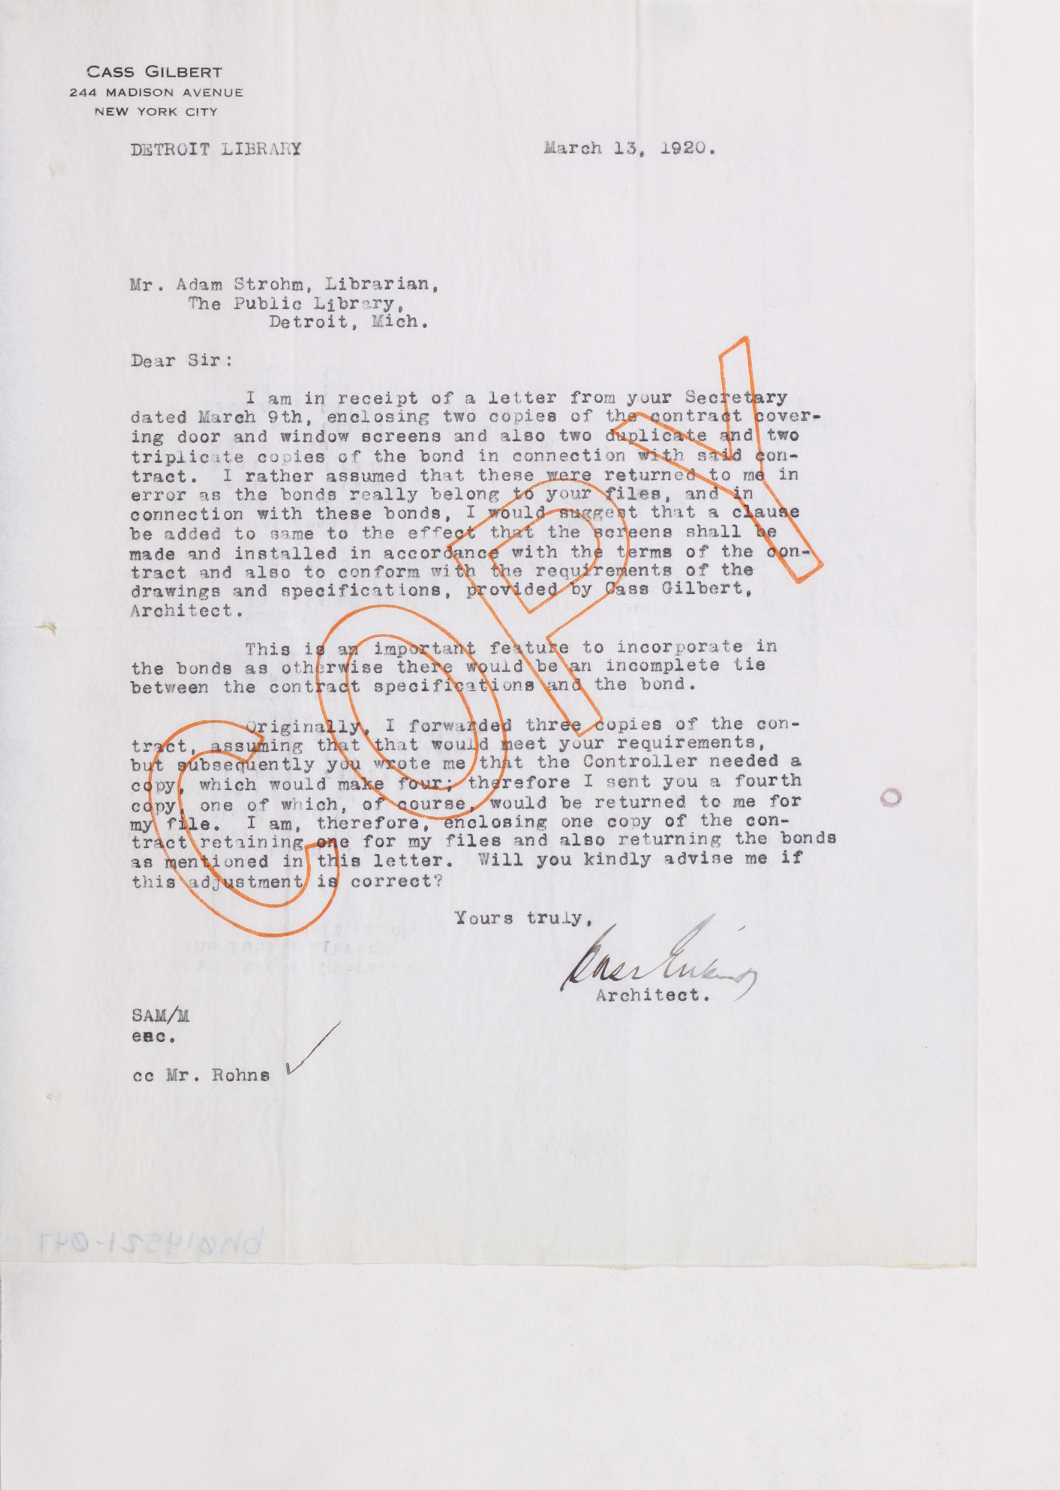 CASS GILBERT
244 MADISON AVENUE
NEW YORK CITY
DETROIT LIBRARY March 13, 1920.
Mr. Adam Strohm, Librarian,
The Public Library,
Detroit, Mich.
Dear Sir:
I am in receipt of a letter from your Secretary
dated March 9th, enclosing two copies of the contract cover-
ing door and window screens and also two duplicate and two
triplicate copies of the bond in connection with said con-
tract. I rather assumed that these were returned to me in
error as the bonds really belong to your files, and in
connection with these bonds, I would suggest that a clause
be added to same to the effect that the screens shall be
made and installed in accordance with the terms of the con-
tract and also to conform with the requirements of the
drawings and specifications, provided by Cass Gilbert,
Architect.
This is an important feature to incorporate in
the bonds as otherwise there would be an incomplete tie
between the contract specifications and the bond.
Originally, I forwarded three copies of the con-
tract, assuming that that would meet your requirements,
but subsequently you wrote me that the Controller needed a
copy, which would make four; therefore I sent you a fourth
copy, one of which, of course, would be returned to me for
my file. I am, therefore, enclosing one copy of the con-
tract retaining one for my files and also returning the bonds
as mentioned in this letter. Will you kindly advise me if
this adjustment is correct?
COPY
Yours truly,
Cass Gilbert
Architect.
SAM/M
enc.
cc Mr. Rohns
bha14521-047